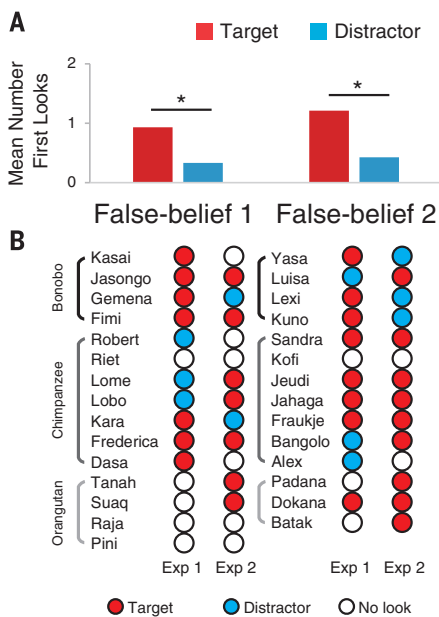 A
Target Distractor
Mean Number
First Looks
2
1
0
* *
False-belief 1 False-belief 2
B
Bonobo
Kasai
Jasongo
Gemena
Fimi
Chimpanzee
Robert
Riet
Lome
Lobo
Kara
Frederica
Dasa
Orangutan
Tanah
Suaq
Raja
Pini
Exp 1 Exp 2
Yasa
Luisa
Lexi
Kuno
Sandra
Kofi
Jeudi
Jahaga
Fraukje
Bangolo
Alex
Padana
Dokana
Batak
Exp 1 Exp 2
Target Distractor No look